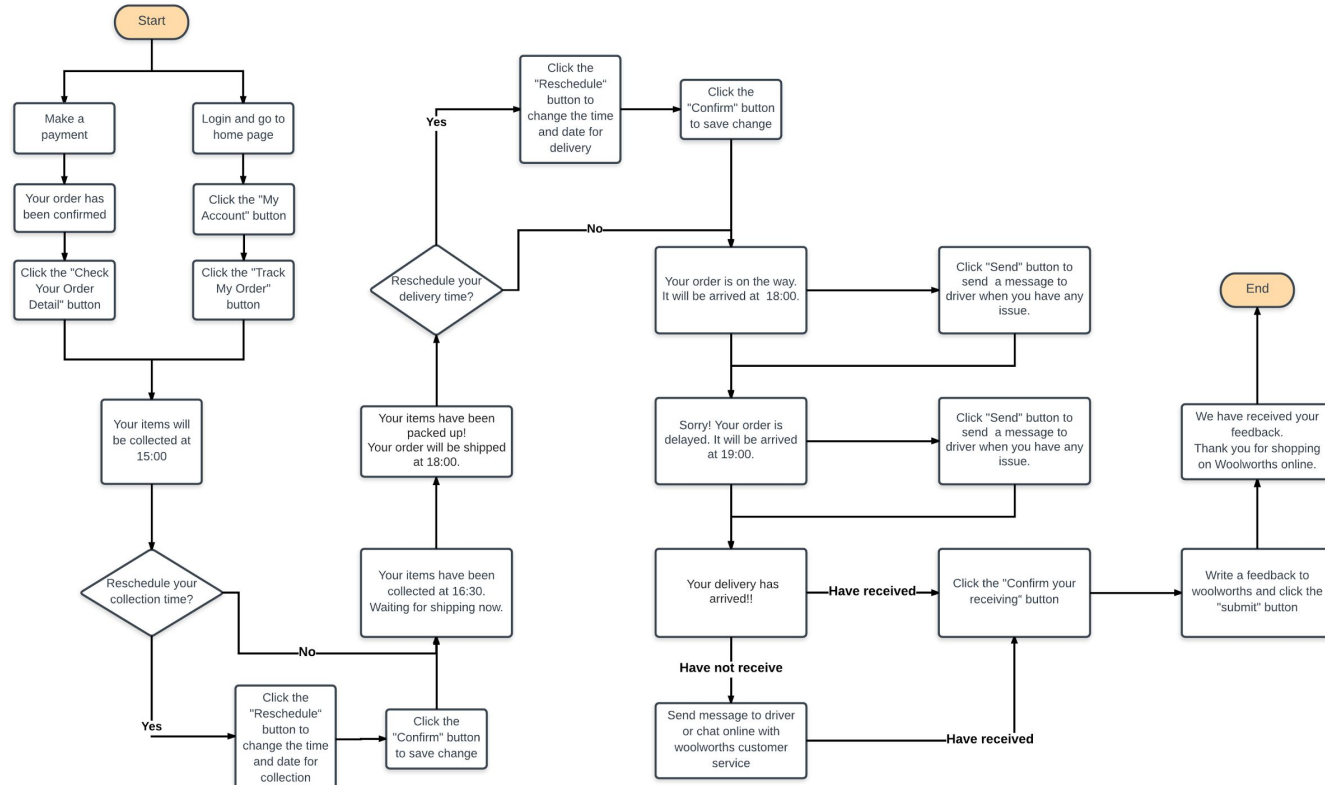 Start
Make a
payment
Your order has
been confirmed
Click the "Check
Your Order
Detail" button
Login and go to
home page
Click the "My
Account" button
Click the "Track
My Order"
button
Your items will
be collected at
15:00
Reschedule your
collection time?
No
Yes
Click the
"Reschedule"
button to
change the time
and date for
collection
Click the
"Confirm" button
to save change
Your items have been
collected at 16:30.
Waiting for shipping now.
Your items have been
packed up!
Your order will be shipped
at 18:00.
Reschedule your
delivery time?
Yes
No
Click the
"Reschedule"
button to
change the time
and date for
delivery
Click the
"Confirm" button
to save change
Your order is on the way.
It will be arrived at 18:00.
Click "Send" button to
send a message to
driver when you have any
issue.
Sorry! Your order is
delayed. It will be arrived
at 19:00.
Click "Send" button to
send a message to
driver when you have any
issue.
Your delivery has
arrived!!
Have received
Have not receive
Send message to driver
or chat online with
woolworths customer
service
Have received
Click the "Confirm your
receiving" button
Write a feedback to
woolworths and click the
"submit" button
We have received your
feedback.
Thank you for shopping
on Woolworths online.
End